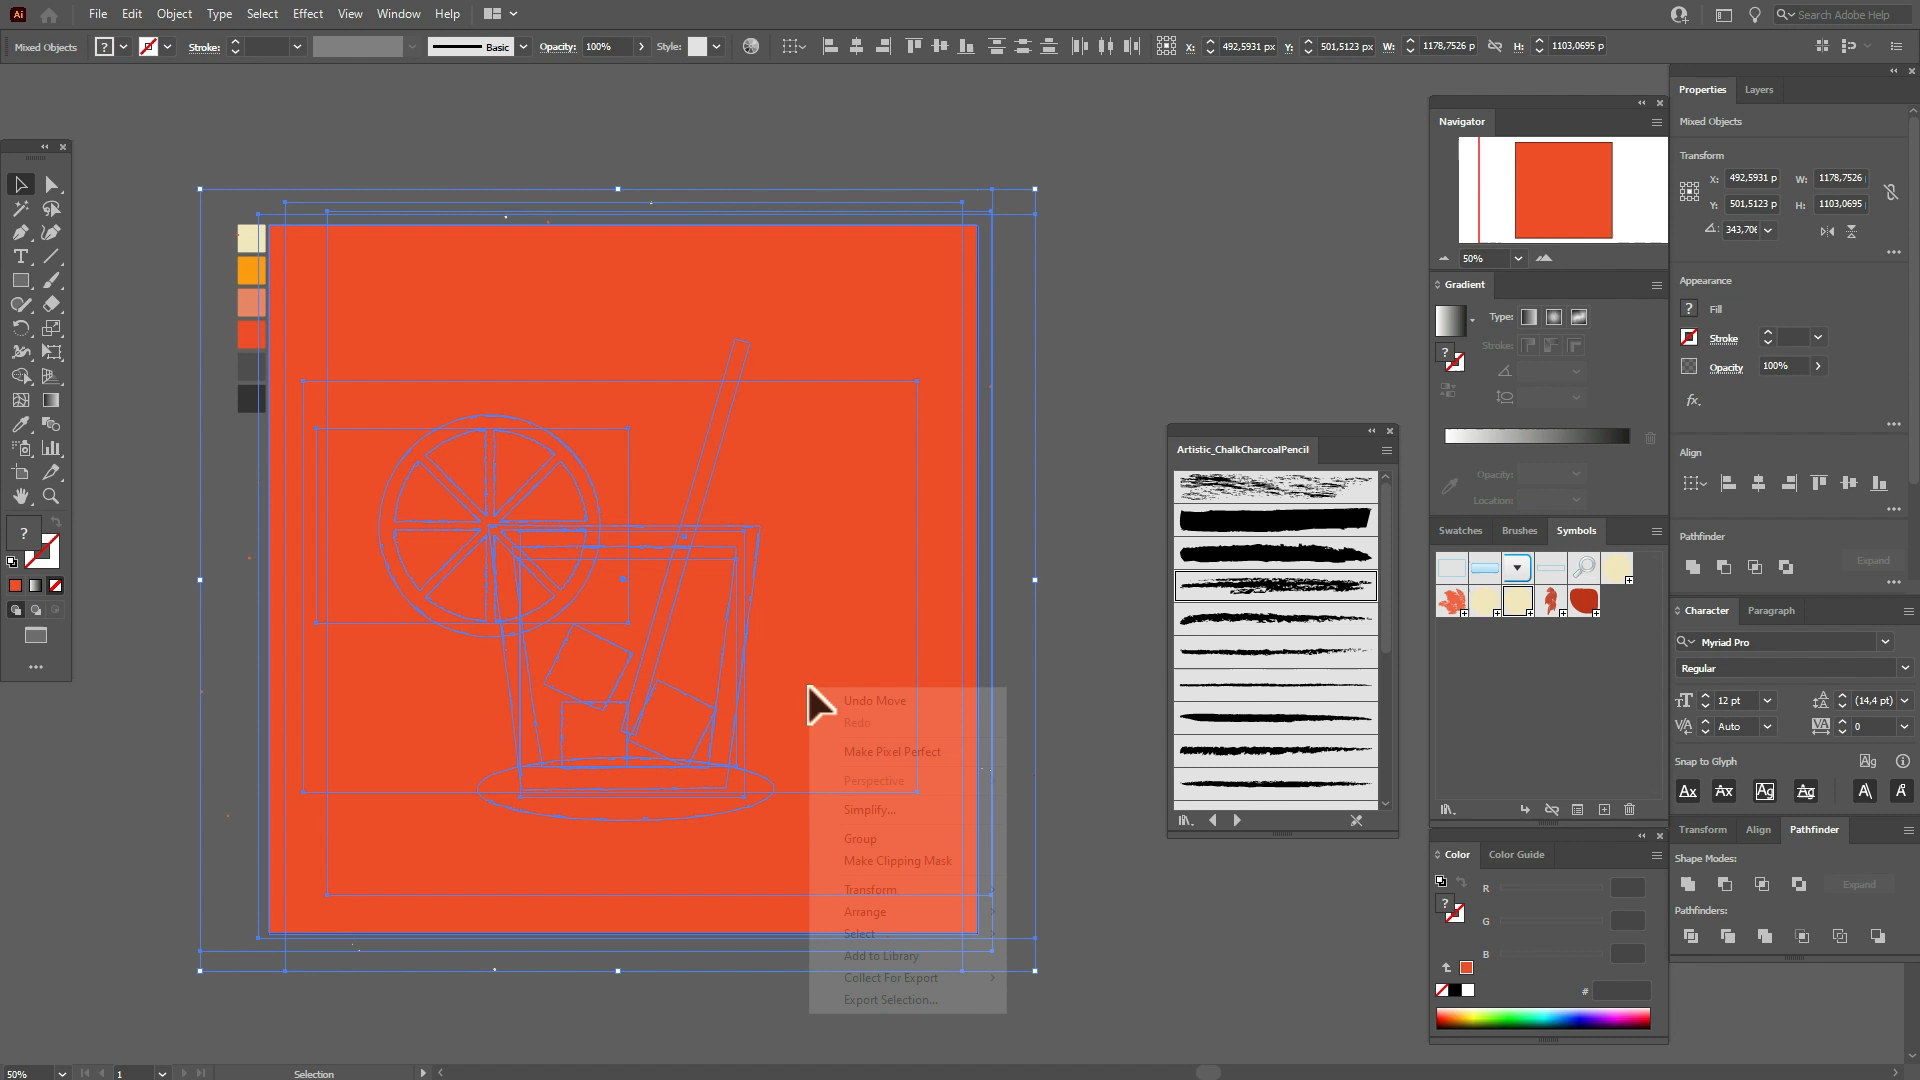 Ai File Edit Object Type Select Effect View Window Help Search Adobe Help
Mixed Objects ? Stroke: Basic Opacity: 100% Style: X: 492,5931 px Y: 501,5123 px W: 1178,7526 p H: 1103,0695 p
Properties Layers
Mixed Objects
Transform
X: 492,5931 p W: 1178,7526
Y: 501,5123 p H: 1103,0695
343,706
Appearance
? Fill
Stroke
Opacity 100%
fx.
Align
Pathfinder
Expand
Character Paragraph
Myriad Pro
Regular
12 pt (14,4 pt)
Auto 0
Snap to Glyph
Transform Align Pathfinder
Shape Modes:
Expand
Pathfinders:
Navigator
50%
Gradient
Type:
Stroke:
?
Opacity:
Location:
Swatches Brushes Symbols
Color Color Guide
R
? G
B
#
Artistic_ChalkCharcoalPencil
Undo Move
Redo
Make Pixel Perfect
Perspective
Simplify...
Group
Make Clipping Mask
Transform
Arrange
Select
Add to Library
Collect For Export
Export Selection...
?
50% 1 Selection